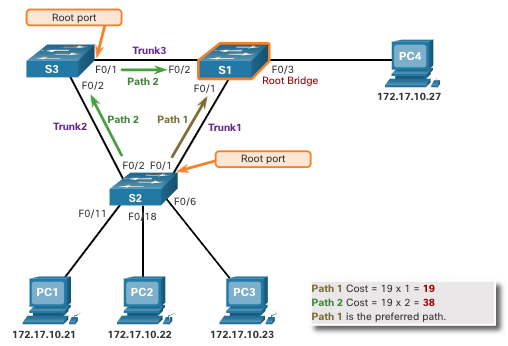 Root port
Trunk3
S3
F0/1
F0/2
S1
F0/3
PC4
Path 2
Root Bridge
F0/2
F0/1
172.17.10.27
Path 2
Path 1
Trunk2
Trunk1
F0/2
F0/1
Root port
S2
F0/11
F0/18
F0/6
PC1
PC2
PC3
172.17.10.21
172.17.10.22
172.17.10.23
Path 1 Cost = 19 x 1 = 19
Path 2 Cost = 19 x 2 = 38
Path 1 is the preferred path.